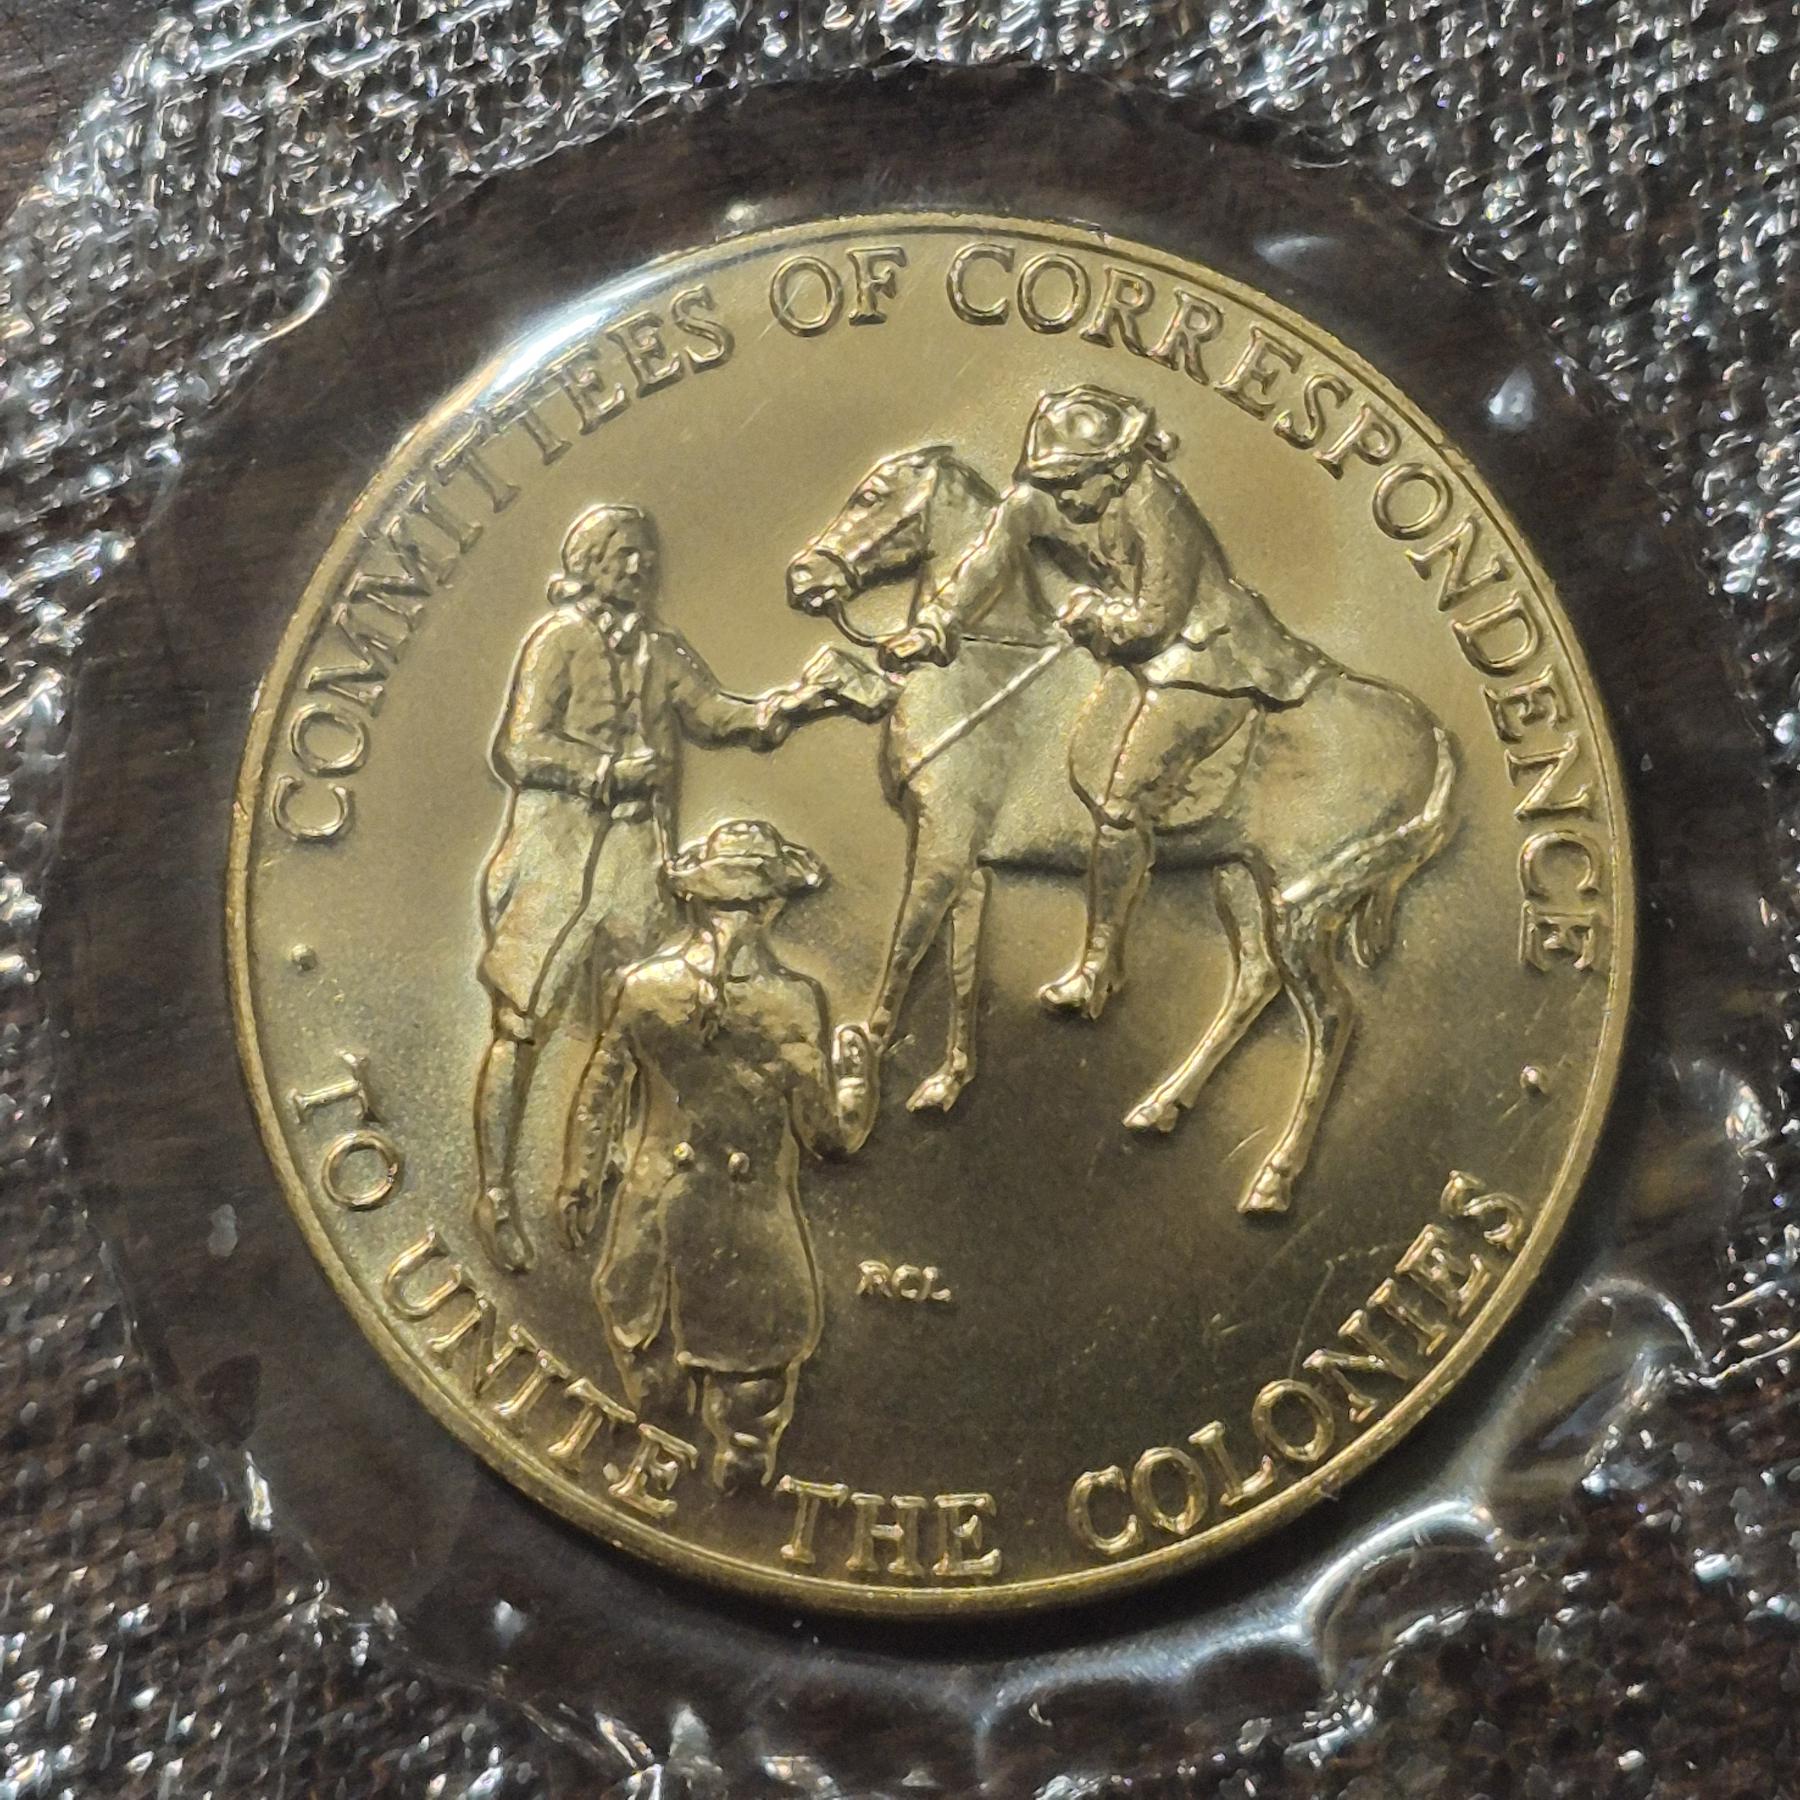 COMMITTEES OF CORRESPONDENCE
RCL
· TO UNITE THE COLONIES ·